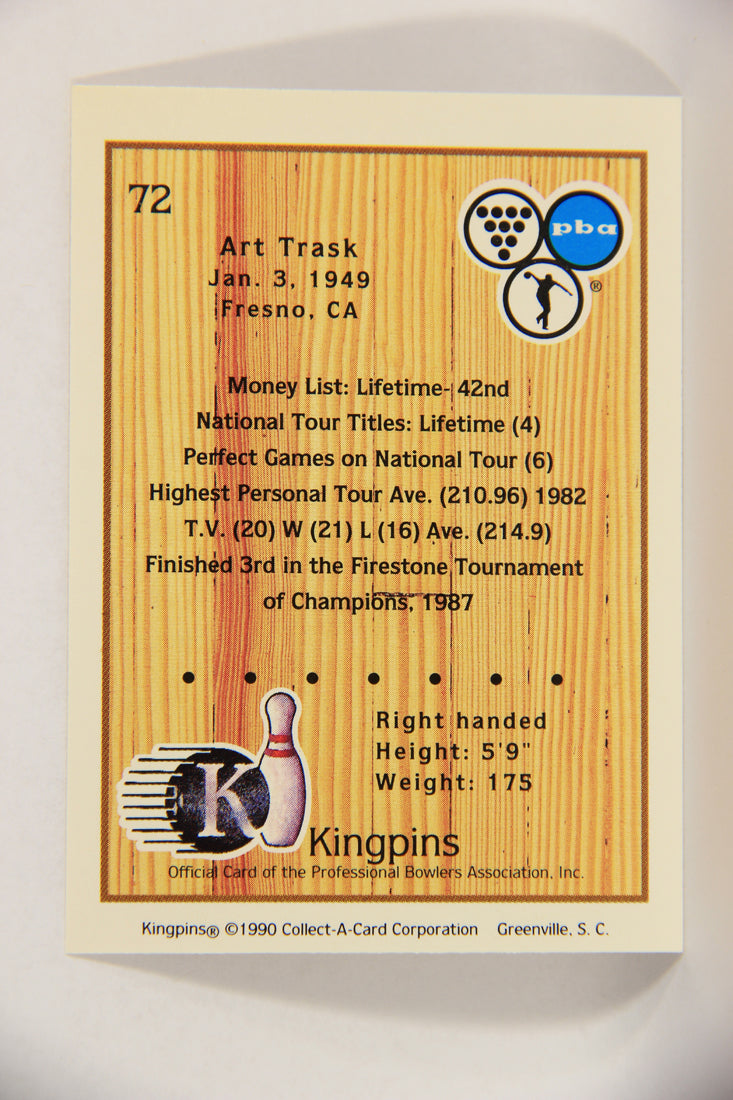 72
pba
®
Art Trask
Jan. 3, 1949
Fresno, CA
Money List: Lifetime- 42nd
National Tour Titles: Lifetime (4)
Perfect Games on National Tour (6)
Highest Personal Tour Ave. (210.96) 1982
T.V. (20) W (21) L (16) Ave. (214.9)
Finished 3rd in the Firestone Tournament
of Champions, 1987
Right handed
Height: 5'9"
Weight: 175
K
Kingpins
Official Card of the Professional Bowlers Association, Inc.
Kingpins® ©1990 Collect-A-Card Corporation Greenville, S. C.